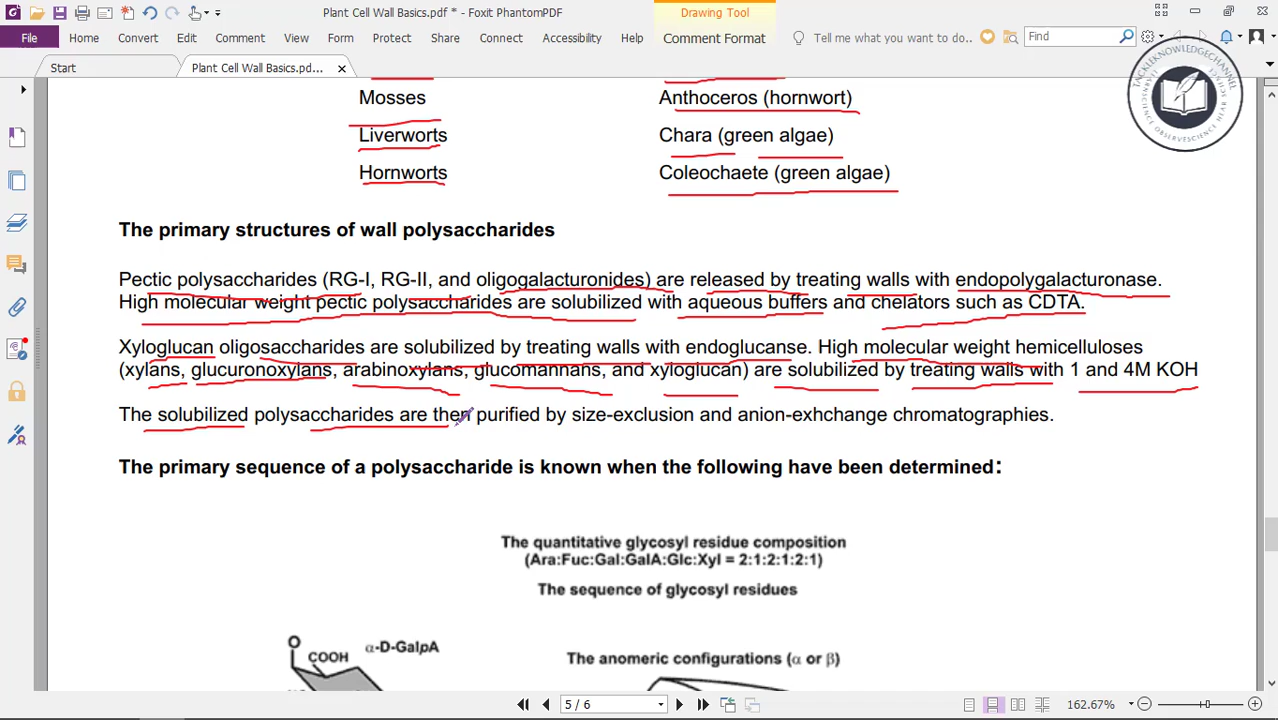 Plant Cell Wall Basics.pdf * - Foxit PhantomPDF
Drawing Tool
File Home Convert Edit Comment View Form Protect Share Connect Accessibility Help Comment Format Tell me what you want to do.. Find
Start Plant Cell Wall Basics.pd...
TACKLEKNOWLEDGECHANNEL
Mosses Anthoceros (hornwort)
Liverworts Chara (green algae)
Hornworts Coleochaete (green algae)
The primary structures of wall polysaccharides
Pectic polysaccharides (RG-I, RG-II, and oligogalacturonides) are released by treating walls with endopolygalacturonase.
High molecular weight pectic polysaccharides are solubilized with aqueous buffers and chelators such as CDTA.
Xyloglucan oligosaccharides are solubilized by treating walls with endoglucanse. High molecular weight hemicelluloses
(xylans, glucuronoxylans, arabinoxylans, glucomannans, and xyloglucan) are solubilized by treating walls with 1 and 4M KOH
The solubilized polysaccharides are then purified by size-exclusion and anion-exhchange chromatographies.
The primary sequence of a polysaccharide is known when the following have been determined:
The quantitative glycosyl residue composition
(Ara:Fuc:Gal:GalA:Glc:Xyl = 2:1:2:1:2:1)
The sequence of glycosyl residues
O
COOH α-D-GalpA
The anomeric configurations (α or β)
5 / 6 162.67%